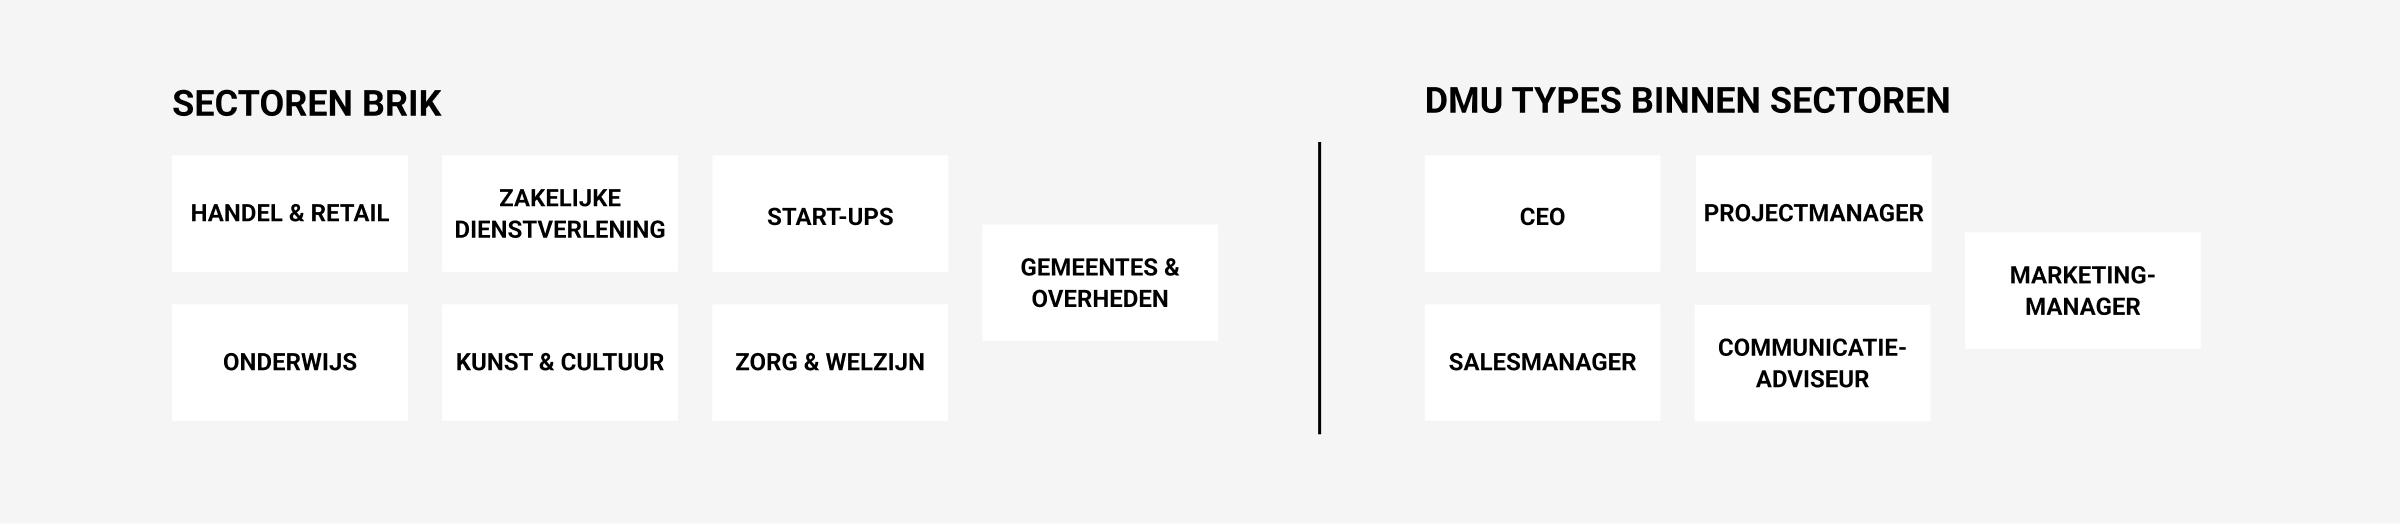 SECTOREN BRIK
HANDEL & RETAIL
ZAKELIJKE
DIENSTVERLENING
START-UPS
GEMEENTES &
OVERHEDEN
ONDERWIJS
KUNST & CULTUUR
ZORG & WELZIJN
DMU TYPES BINNEN SECTOREN
CEO
PROJECTMANAGER
MARKETING-
MANAGER
SALESMANAGER
COMMUNICATIE-
ADVISEUR